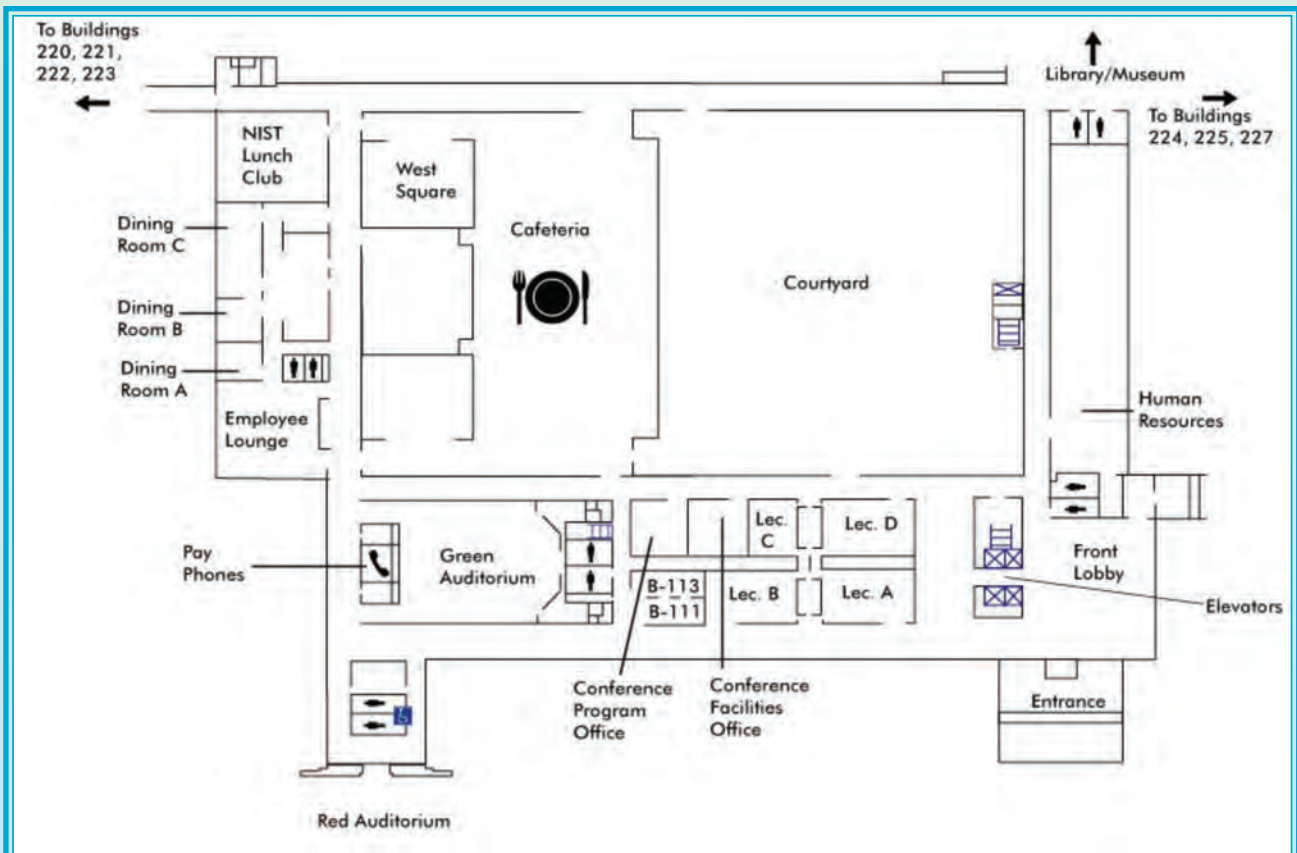 To Buildings
220, 221,
222, 223
Library/Museum
To Buildings
224, 225, 227
NIST
Lunch
Club
West
Square
Dining
Room C
Cafeteria
Courtyard
Dining
Room B
Dining
Room A
Employee
Lounge
Human
Resources
Pay
Phones
Green
Auditorium
Lec.
C
Lec. D
Front
Lobby
B-113
B-111
Lec. B
Lec. A
Elevators
Conference
Program
Office
Conference
Facilities
Office
Entrance
Red Auditorium